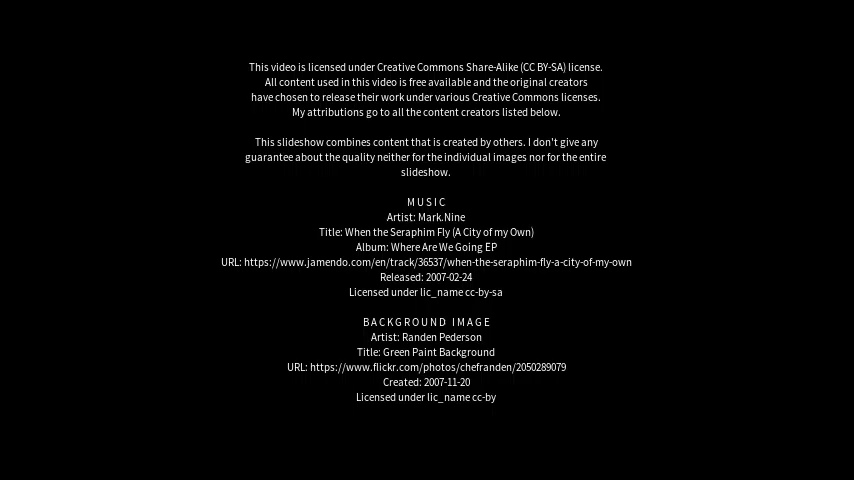 This video is licensed under Creative Commons Share-Alike (CC BY-SA) license.
All content used in this video is free available and the original creators
have chosen to release their work under various Creative Commons licenses.
My attributions go to all the content creators listed below.
This slideshow combines content that is created by others. I don't give any
guarantee about the quality neither for the individual images nor for the entire
slideshow.
MUSIC
Artist: Mark.Nine
Title: When the Seraphim Fly (A City of my Own)
Album: Where Are We Going EP
URL: https://www.jamendo.com/en/track/36537/when-the-seraphim-fly-a-city-of-my-own
Released: 2007-02-24
Licensed under lic_name cc-by-sa
BACKGROUND IMAGE
Artist: Randen Pederson
Title: Green Paint Background
URL: https://www.flickr.com/photos/chefranden/2050289079
Created: 2007-11-20
Licensed under lic_name cc-by